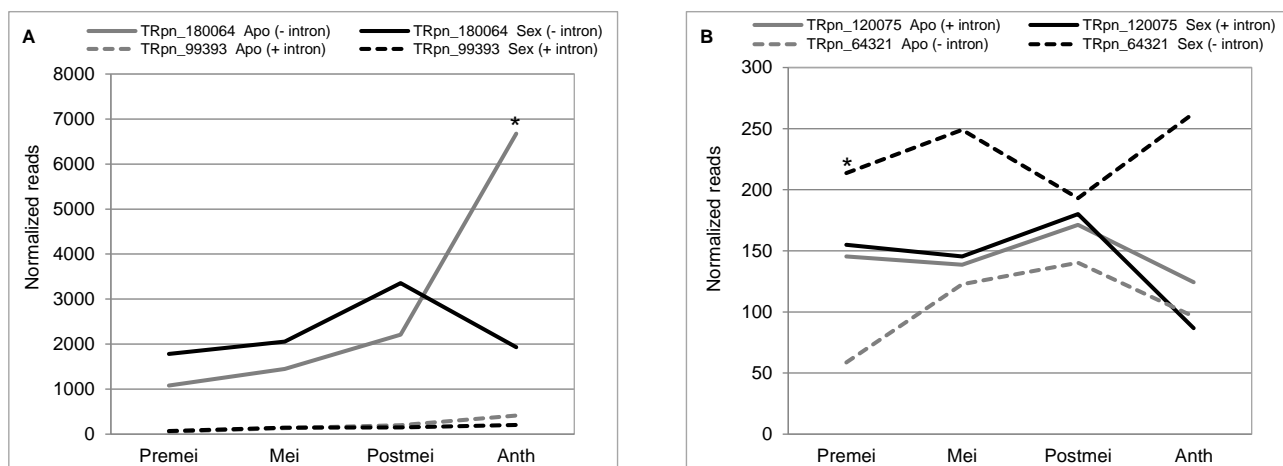 A
TRpn_180064 Apo (- intron)
TRpn_180064 Sex (- intron)
TRpn_99393 Apo (+ intron)
TRpn_99393 Sex (+ intron)
8000
7000
6000
5000
4000
3000
2000
1000
0
Normalized reads
*
Premei Mei Postmei Anth
B
TRpn_120075 Apo (+ intron)
TRpn_120075 Sex (+ intron)
TRpn_64321 Apo (- intron)
TRpn_64321 Sex (- intron)
300
250
200
150
100
50
0
Normalized reads
*
Premei Mei Postmei Anth